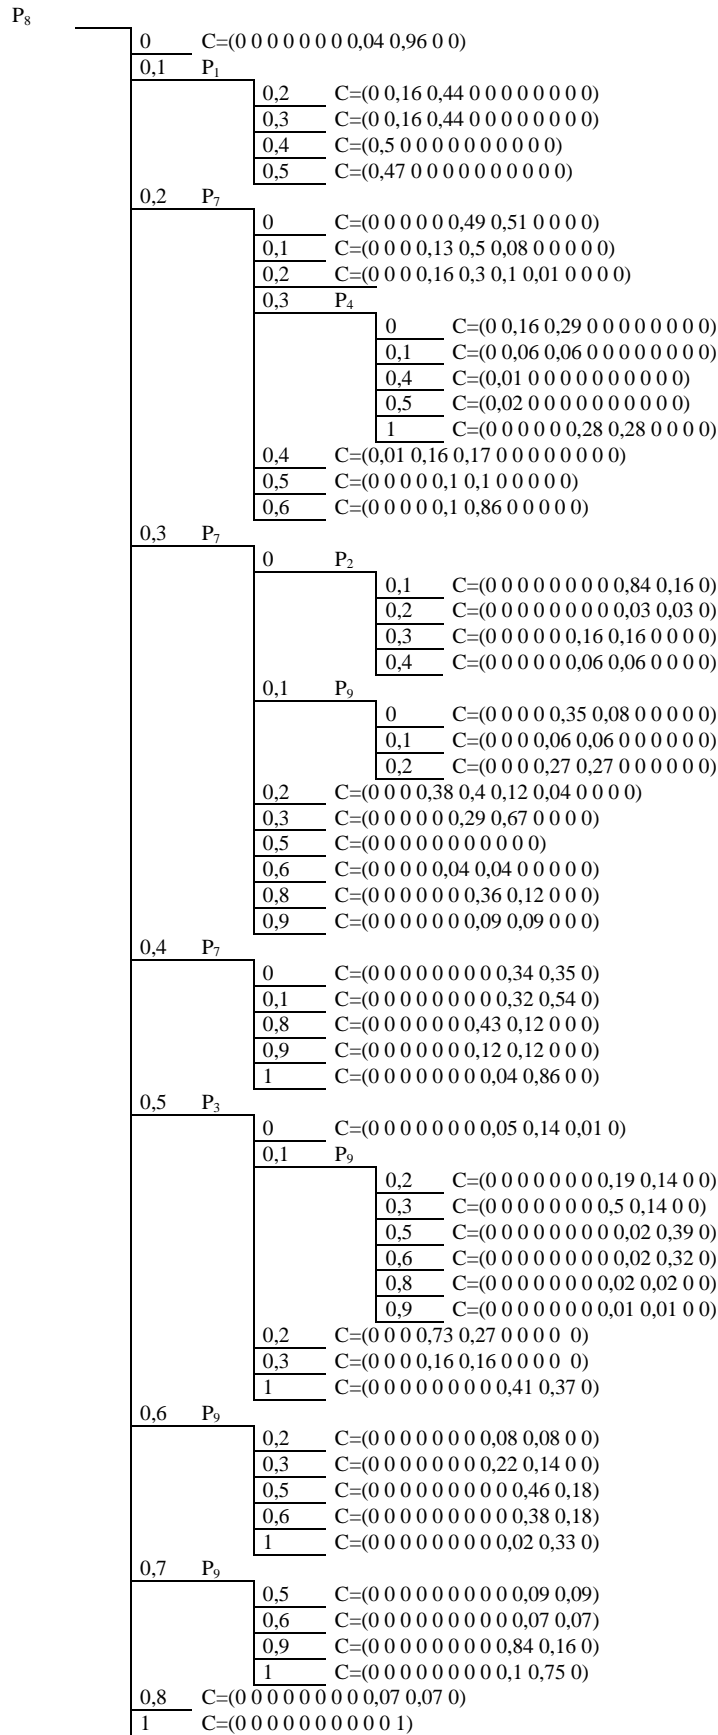 P₈
0 C=(0 0 0 0 0 0 0 0,04 0,96 0 0)
0,1 P₁
0,2 C=(0 0,16 0,44 0 0 0 0 0 0 0 0)
0,3 C=(0 0,16 0,44 0 0 0 0 0 0 0 0)
0,4 C=(0,5 0 0 0 0 0 0 0 0 0 0)
0,5 C=(0,47 0 0 0 0 0 0 0 0 0 0)
0,2 P₇
0 C=(0 0 0 0 0 0,49 0,51 0 0 0 0)
0,1 C=(0 0 0 0,13 0,5 0,08 0 0 0 0 0)
0,2 C=(0 0 0 0,16 0,3 0,1 0,01 0 0 0 0)
0,3 P₄
0 C=(0 0,16 0,29 0 0 0 0 0 0 0 0)
0,1 C=(0 0,06 0,06 0 0 0 0 0 0 0 0)
0,4 C=(0,01 0 0 0 0 0 0 0 0 0 0)
0,5 C=(0,02 0 0 0 0 0 0 0 0 0 0)
1 C=(0 0 0 0 0 0,28 0,28 0 0 0 0)
0,4 C=(0,01 0,16 0,17 0 0 0 0 0 0 0 0)
0,5 C=(0 0 0 0 0,1 0,1 0 0 0 0 0)
0,6 C=(0 0 0 0 0,1 0,86 0 0 0 0 0)
0,3 P₇
0 P₂
0,1 C=(0 0 0 0 0 0 0 0 0,84 0,16 0)
0,2 C=(0 0 0 0 0 0 0 0 0,03 0,03 0)
0,3 C=(0 0 0 0 0 0,16 0,16 0 0 0 0)
0,4 C=(0 0 0 0 0 0,06 0,06 0 0 0 0)
0,1 P₉
0 C=(0 0 0 0 0,35 0,08 0 0 0 0 0)
0,1 C=(0 0 0 0,06 0,06 0 0 0 0 0 0)
0,2 C=(0 0 0 0,27 0,27 0 0 0 0 0 0)
0,2 C=(0 0 0 0,38 0,4 0,12 0,04 0 0 0 0)
0,3 C=(0 0 0 0 0 0,29 0,67 0 0 0 0)
0,5 C=(0 0 0 0 0 0 0 0 0 0 0)
0,6 C=(0 0 0 0 0,04 0,04 0 0 0 0 0)
0,8 C=(0 0 0 0 0 0 0,36 0,12 0 0 0)
0,9 C=(0 0 0 0 0 0 0,09 0,09 0 0 0)
0,4 P₇
0 C=(0 0 0 0 0 0 0 0 0,34 0,35 0)
0,1 C=(0 0 0 0 0 0 0 0 0,32 0,54 0)
0,8 C=(0 0 0 0 0 0 0,43 0,12 0 0 0)
0,9 C=(0 0 0 0 0 0 0,12 0,12 0 0 0)
1 C=(0 0 0 0 0 0 0 0,04 0,86 0 0)
0,5 P₃
0 C=(0 0 0 0 0 0 0 0,05 0,14 0,01 0)
0,1 P₉
0,2 C=(0 0 0 0 0 0 0 0,19 0,14 0 0)
0,3 C=(0 0 0 0 0 0 0 0,5 0,14 0 0)
0,5 C=(0 0 0 0 0 0 0 0 0,02 0,39 0)
0,6 C=(0 0 0 0 0 0 0 0 0,02 0,32 0)
0,8 C=(0 0 0 0 0 0 0 0,02 0,02 0 0)
0,9 C=(0 0 0 0 0 0 0 0,01 0,01 0 0)
0,2 C=(0 0 0 0,73 0,27 0 0 0 0 0)
0,3 C=(0 0 0 0,16 0,16 0 0 0 0 0)
1 C=(0 0 0 0 0 0 0 0 0,41 0,37 0)
0,6 P₉
0,2 C=(0 0 0 0 0 0 0 0,08 0,08 0 0)
0,3 C=(0 0 0 0 0 0 0 0,22 0,14 0 0)
0,5 C=(0 0 0 0 0 0 0 0 0 0,46 0,18)
0,6 C=(0 0 0 0 0 0 0 0 0 0,38 0,18)
1 C=(0 0 0 0 0 0 0 0 0,02 0,33 0)
0,7 P₉
0,5 C=(0 0 0 0 0 0 0 0 0 0,09 0,09)
0,6 C=(0 0 0 0 0 0 0 0 0 0,07 0,07)
0,9 C=(0 0 0 0 0 0 0 0 0,84 0,16 0)
1 C=(0 0 0 0 0 0 0 0 0,1 0,75 0)
0,8 C=(0 0 0 0 0 0 0 0 0,07 0,07 0)
1 C=(0 0 0 0 0 0 0 0 0 0 1)